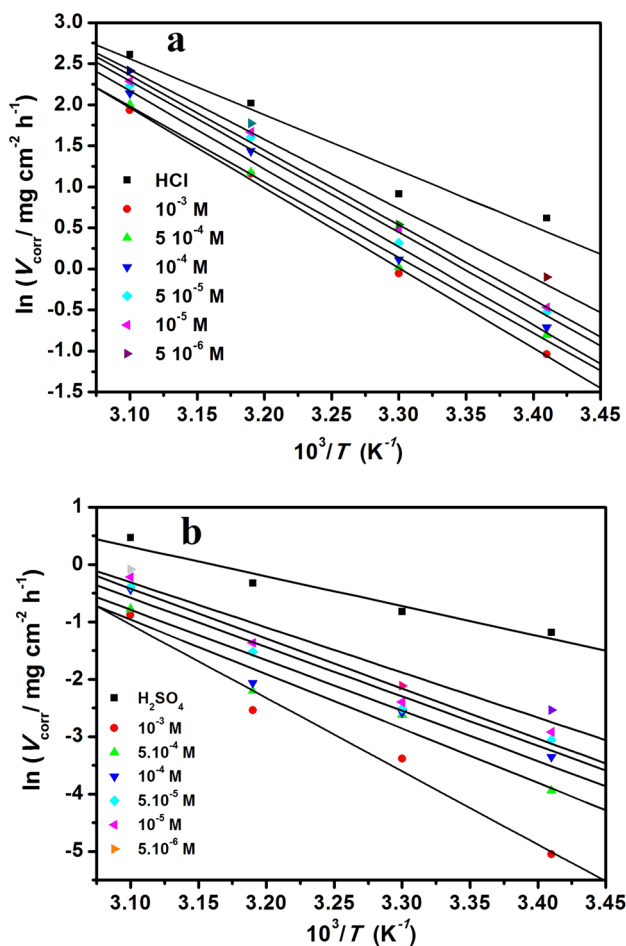 a
ln (Vcorr/ mg cm⁻² h⁻¹)
3.0
2.5
2.0
1.5
1.0
0.5
0.0
-0.5
-1.0
-1.5
HCl
10⁻³ M
5 10⁻⁴ M
10⁻⁴ M
5 10⁻⁵ M
10⁻⁵ M
5 10⁻⁶ M
3.10 3.15 3.20 3.25 3.30 3.35 3.40 3.45
10³/T (K⁻¹)
b
ln (Vcorr/ mg cm⁻² h⁻¹)
1
0
-1
-2
-3
-4
-5
H₂SO₄
10⁻³ M
5.10⁻⁴ M
10⁻⁴ M
5.10⁻⁵ M
10⁻⁵ M
5.10⁻⁶ M
3.10 3.15 3.20 3.25 3.30 3.35 3.40 3.45
10³/T (K⁻¹)